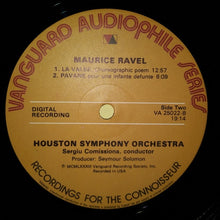 VANGUARD AUDIOPHILE SERIES
MAURICE RAVEL
1. LA VALSE, Choreographic poem 12:57
2. PAVANE pour une infante défunte 6:09
DIGITAL
RECORDING
Side Two
VA 25022-B
19:14
HOUSTON SYMPHONY ORCHESTRA
Sergiu Comissiona, conductor
Producer: Seymour Solomon
Recorded in USA
RECORDINGS FOR THE CONNOISSEUR